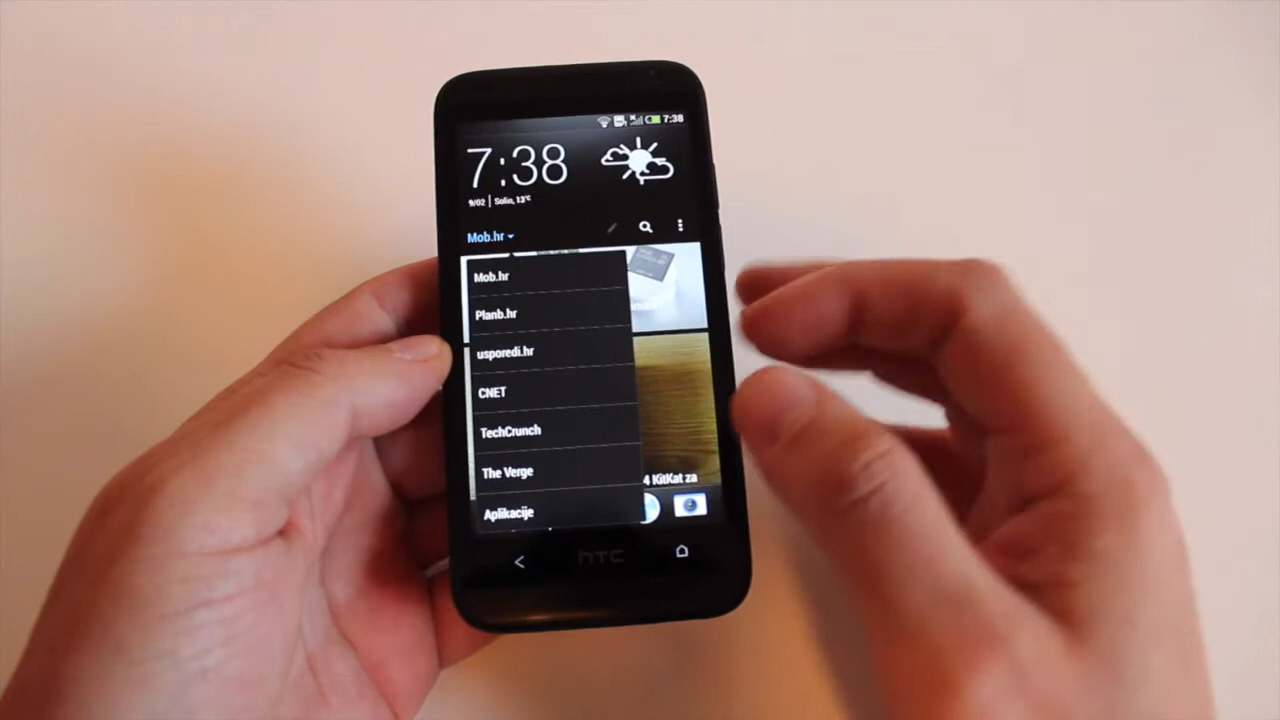 7:38
7:38
9/02 | Solin, 13°C
Mob.hr
Mob.hr
Planb.hr
usporedi.hr
CNET
TechCrunch
The Verge
4 KitKat za
Aplikacije
hTC